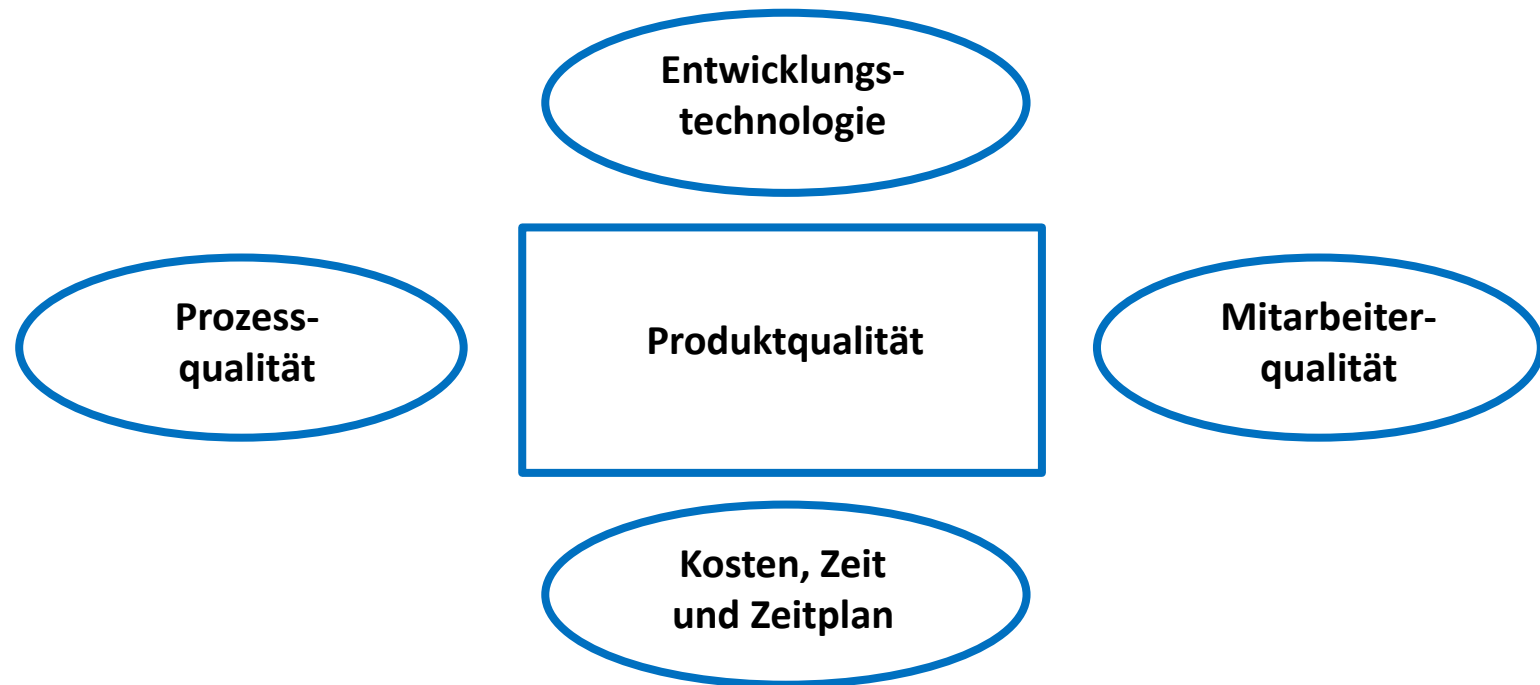 Entwicklungs-
technologie
Prozess-
qualität
Produktqualität
Mitarbeiter-
qualität
Kosten, Zeit
und Zeitplan